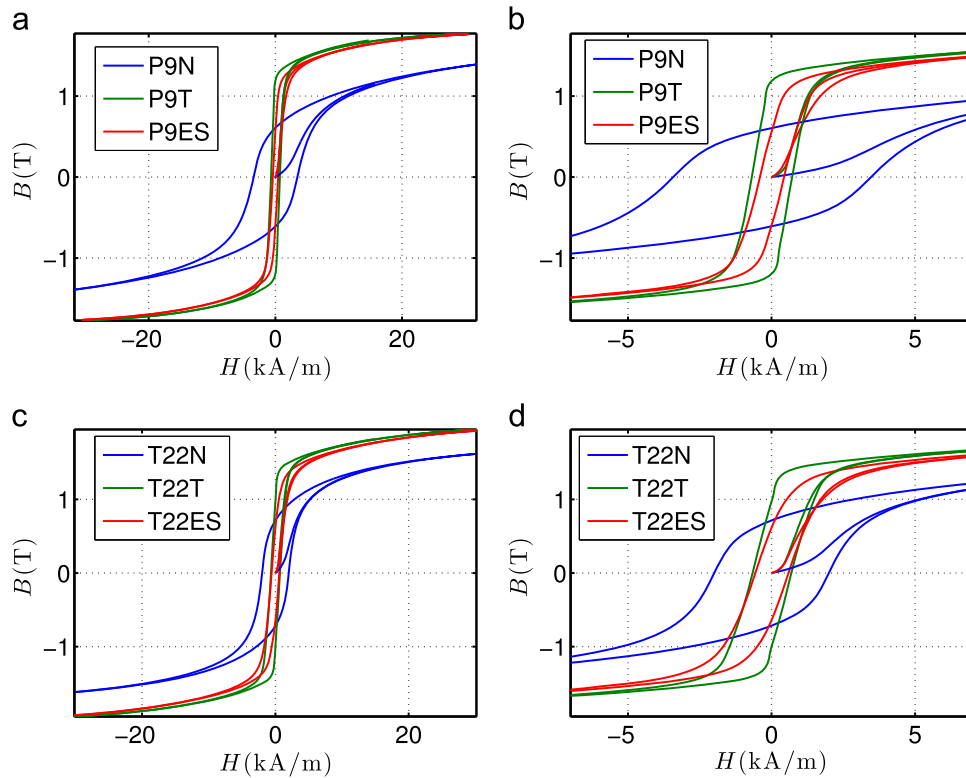 a
B(T)
1
0
−1
P9N
P9T
P9ES
−20
0
20
H(kA/m)
b
B(T)
1
0
−1
P9N
P9T
P9ES
−5
0
5
H(kA/m)
c
B(T)
1
0
−1
T22N
T22T
T22ES
−20
0
20
H(kA/m)
d
B(T)
1
0
−1
T22N
T22T
T22ES
−5
0
5
H(kA/m)